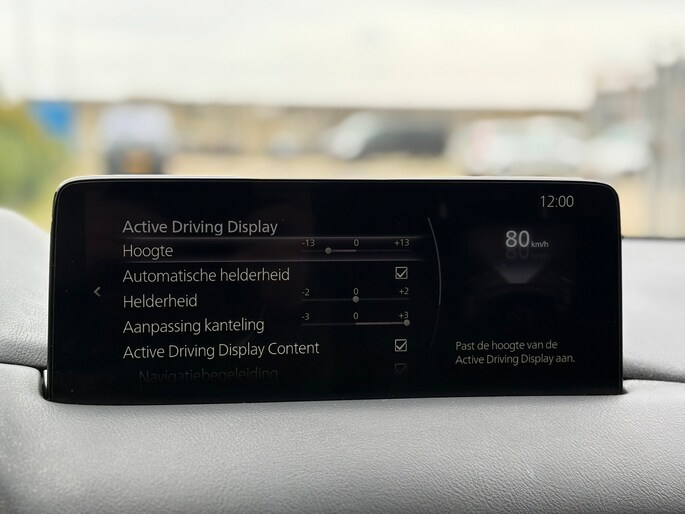 12:00
Active Driving Display
Hoogte -13 0 +13
Automatische helderheid
Helderheid -2 0 +2
Aanpassing kanteling -3 0 +3
Active Driving Display Content
Navigatiebegeleiding
80 km/h
Past de hoogte van de
Active Driving Display aan.